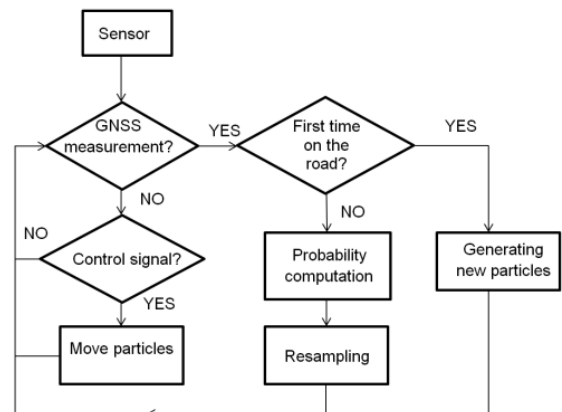 Sensor
GNSS
measurement?
YES
First time
on the
road?
YES
NO
NO
NO
Control signal?
Probability
computation
Generating
new particles
YES
Move particles
Resampling